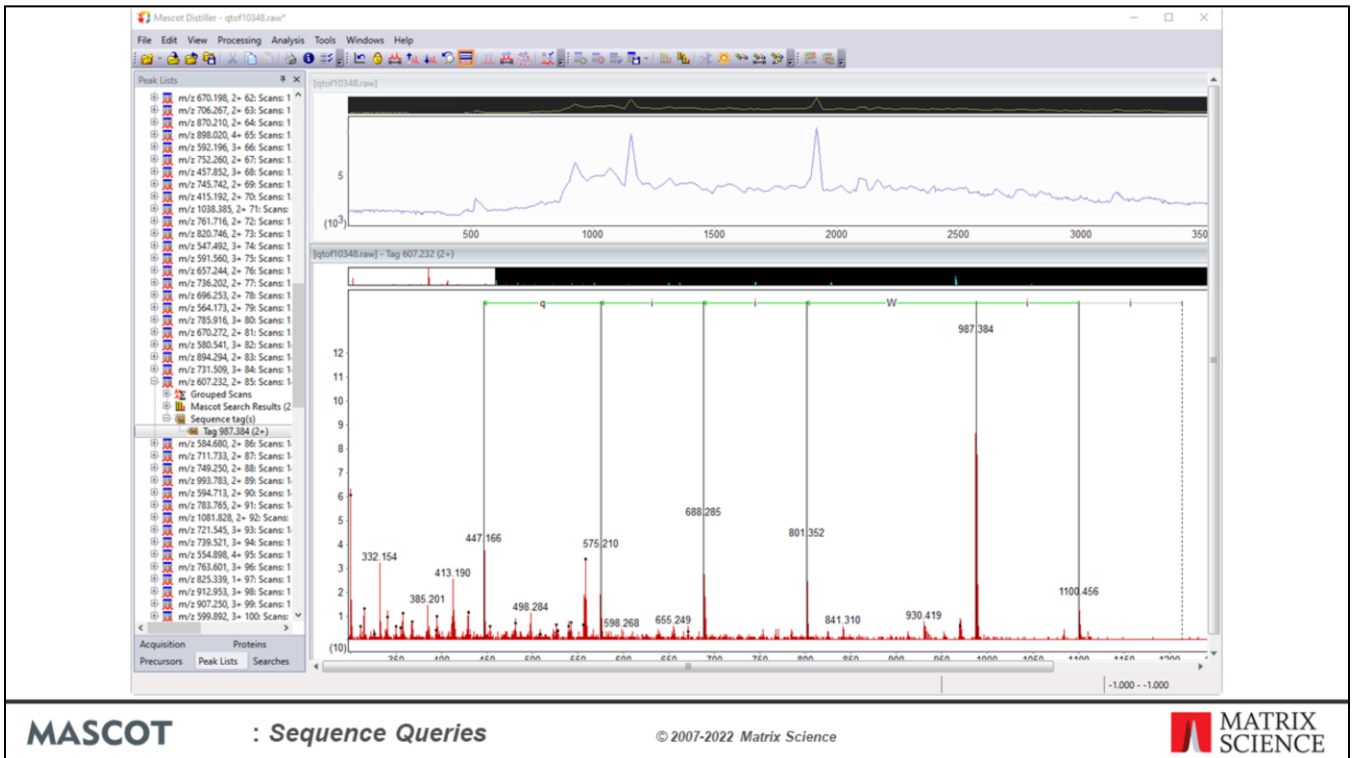 Mascot Distiller - qtof10348.raw*
File Edit View Processing Analysis Tools Windows Help
Peak Lists
m/z 670.198, 2+ 62: Scans: 1
m/z 706.267, 2+ 63: Scans: 1
m/z 870.210, 2+ 64: Scans: 1
m/z 898.020, 4+ 65: Scans: 1
m/z 592.196, 3+ 66: Scans: 1
m/z 752.260, 2+ 67: Scans: 1
m/z 457.852, 3+ 68: Scans: 1
m/z 745.742, 2+ 69: Scans: 1
m/z 415.192, 2+ 70: Scans: 1
m/z 1038.385, 2+ 71: Scans:
m/z 761.716, 2+ 72: Scans: 1
m/z 820.746, 2+ 73: Scans: 1
m/z 547.492, 3+ 74: Scans: 1
m/z 591.560, 3+ 75: Scans: 1
m/z 657.244, 2+ 76: Scans: 1
m/z 736.202, 2+ 77: Scans: 1
m/z 696.253, 2+ 78: Scans: 1
m/z 564.173, 2+ 79: Scans: 1
m/z 785.916, 3+ 80: Scans: 1
m/z 670.272, 2+ 81: Scans: 1
m/z 580.541, 3+ 82: Scans: 1
m/z 894.294, 2+ 83: Scans: 1
m/z 731.509, 3+ 84: Scans: 1
m/z 607.232, 2+ 85: Scans: 1
Grouped Scans
Mascot Search Results (2
Sequence tag(s)
Tag 987.384 (2+)
m/z 584.680, 2+ 86: Scans: 1
m/z 711.733, 2+ 87: Scans: 1
m/z 749.250, 2+ 88: Scans: 1
m/z 993.783, 2+ 89: Scans: 1
m/z 594.713, 2+ 90: Scans: 1
m/z 783.765, 2+ 91: Scans: 1
m/z 1081.828, 2+ 92: Scans:
m/z 721.545, 3+ 93: Scans: 1
m/z 739.521, 3+ 94: Scans: 1
m/z 554.898, 4+ 95: Scans: 1
m/z 763.601, 3+ 96: Scans: 1
m/z 825.339, 1+ 97: Scans: 1
m/z 912.953, 3+ 98: Scans: 1
m/z 907.250, 3+ 99: Scans: 1
m/z 599.892, 3+ 100: Scans:
Acquisition Proteins
Precursors Peak Lists Searches
[qtof10348.raw]
5
(10³)
500 1000 1500 2000 2500 3000 350
[qtof10348.raw] - Tag 607.232 (2+)
q i i W i i
987.384
12
11
10
9
8
7
6
5
4
3
2
1
(10)
688.285
801.352
447.166
575.210
332.154
413.190
385.201
498.284
598.268
655.249
841.310
930.419
1100.456
350 400 450 500 550 600 650 700 750 800 850 900 950 1000 1050 1100 1150 1200
-1.000 - -1.000
MASCOT : Sequence Queries © 2007-2022 Matrix Science
MATRIX
SCIENCE